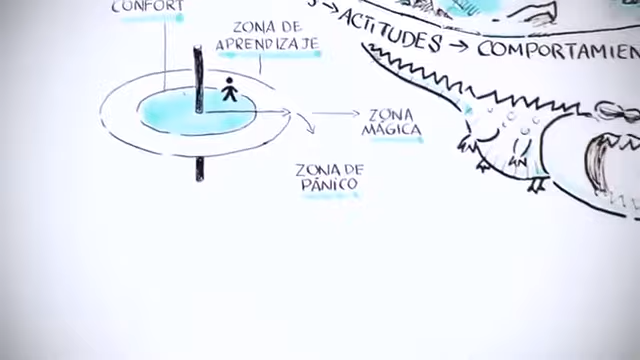 CONFORT
ZONA DE
APRENDIZAJE
ACTITUDES → COMPORTAMIEN
ZONA
MÁGICA
ZONA DE
PÁNICO